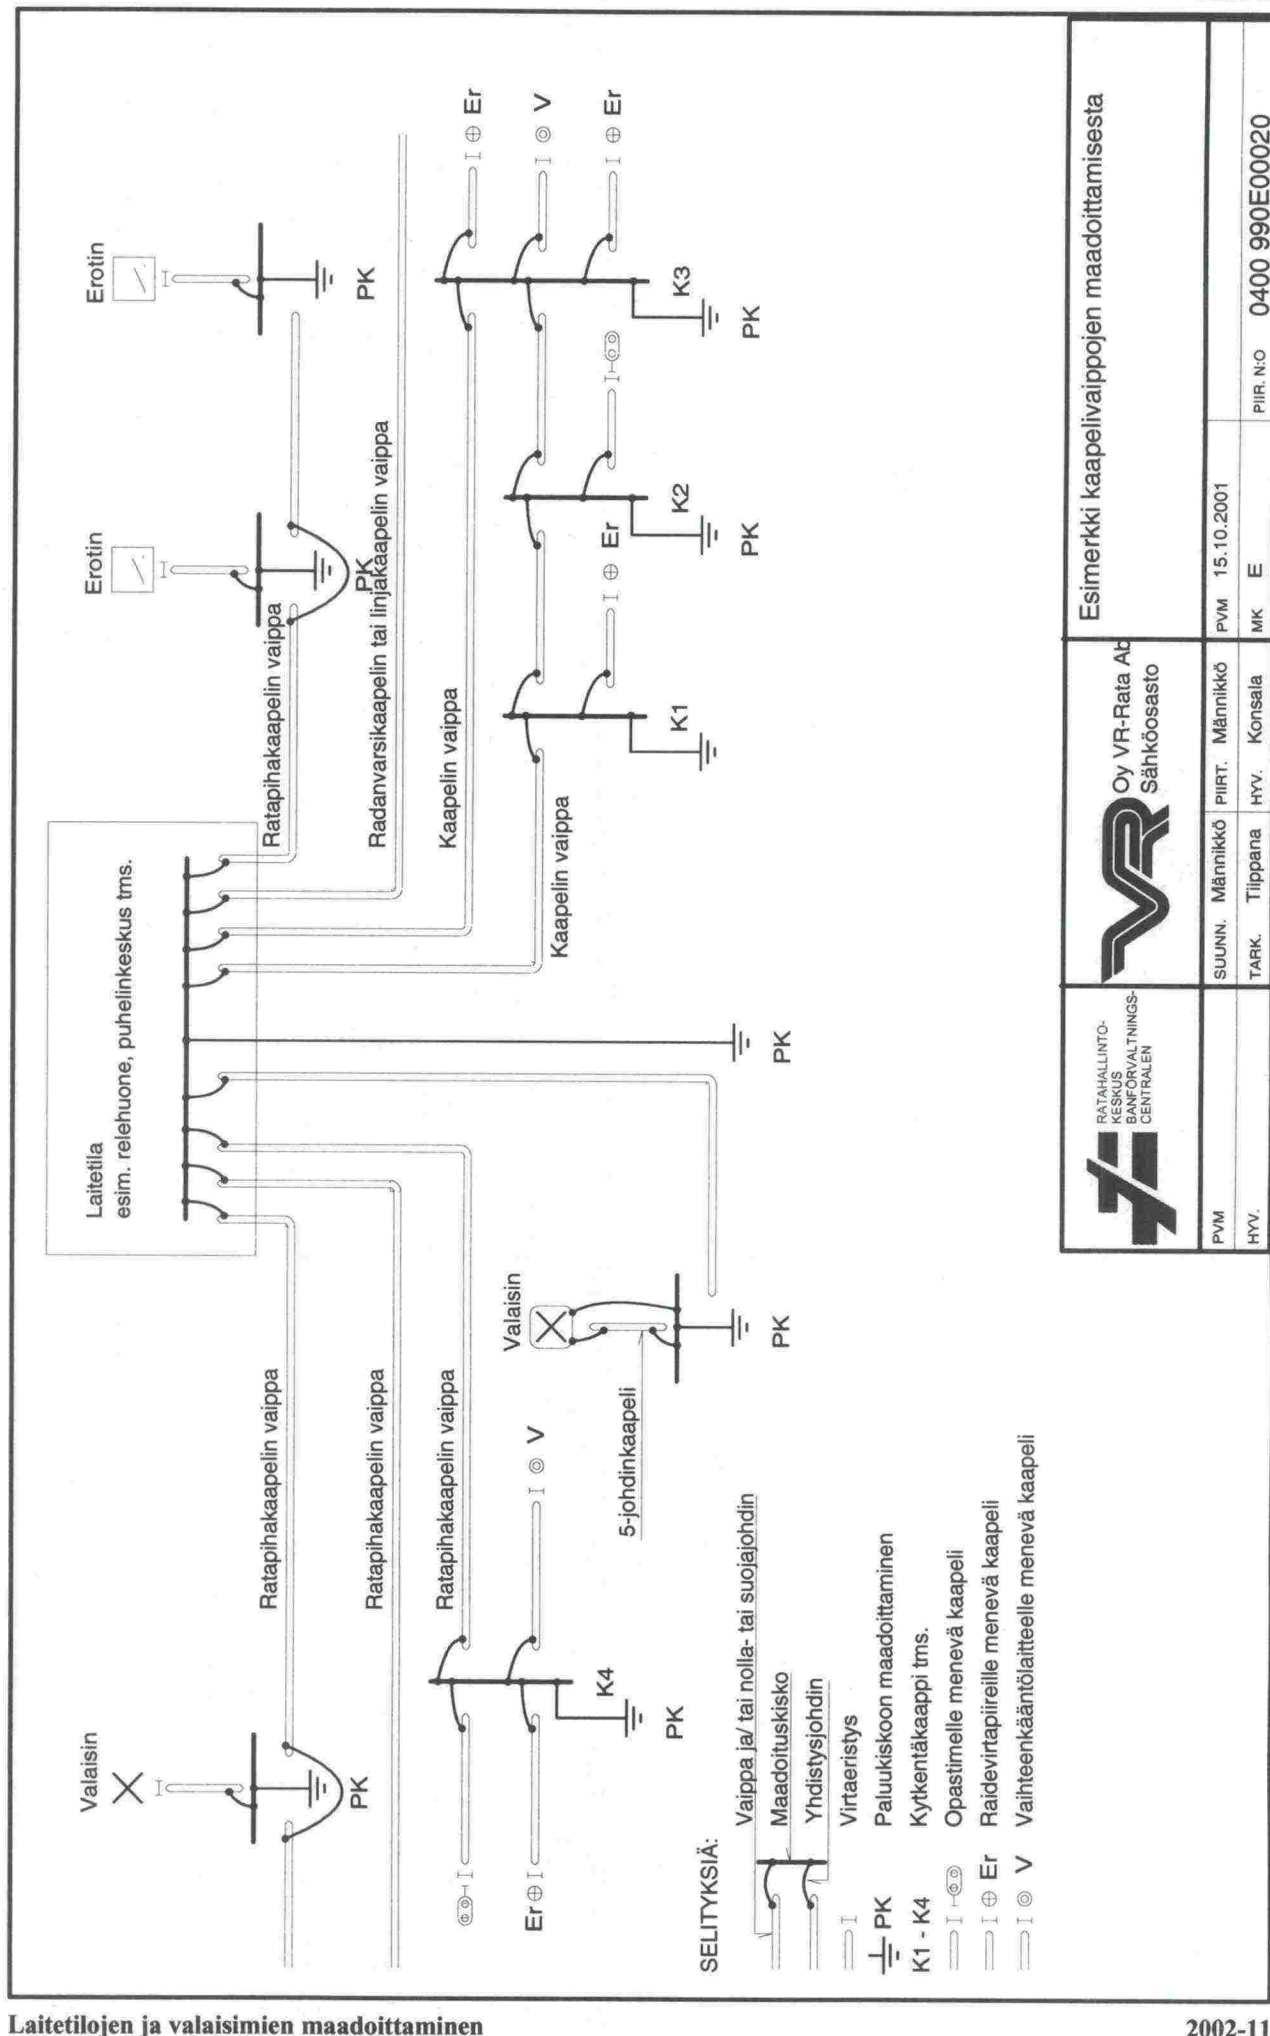 Erotin
PK
Erotin
PK
Er
V
Er
K3
PK
K2
PK
Er
K1
Ratapihakaapelin vaippa
Radanvarsikaapelin tai linjakaapelin vaippa
Kaapelin vaippa
Kaapelin vaippa
Laitetila
esim. relehuone, puhelinkeskus tms.
PK
Valaisin
5-johdinkaapeli
PK
Ratapihakaapelin vaippa
Ratapihakaapelin vaippa
Ratapihakaapelin vaippa
Valaisin
PK
V
Er
K4
PK
SELITYKSIÄ:
Vaippa ja/ tai nolla- tai suojajohdin
Maadoituskisko
Yhdistysjohdin
Virtaeristys
PK Paluukiskoon maadoittaminen
K1 - K4 Kytkentäkaappi tms.
Opastimelle menevä kaapeli
Er Raidevirtapiireille menevä kaapeli
V Vaihteenkääntölaitteelle menevä kaapeli
RATAHALLINTO-
KESKUS
BANFÖRVALTNINGS-
CENTRALEN
VR
Oy VR-Rata Ab
Sähköosasto
Esimerkki kaapelivaippojen maadoittamisesta
PVM SUUNN. Männikkö PIIRT. Männikkö PVM 15.10.2001
HYV. TARK. Tiippana HYV. Konsala MK E PIIR. N:O 0400 990E00020
Laitetilojen ja valaisimien maadoittaminen
2002-11